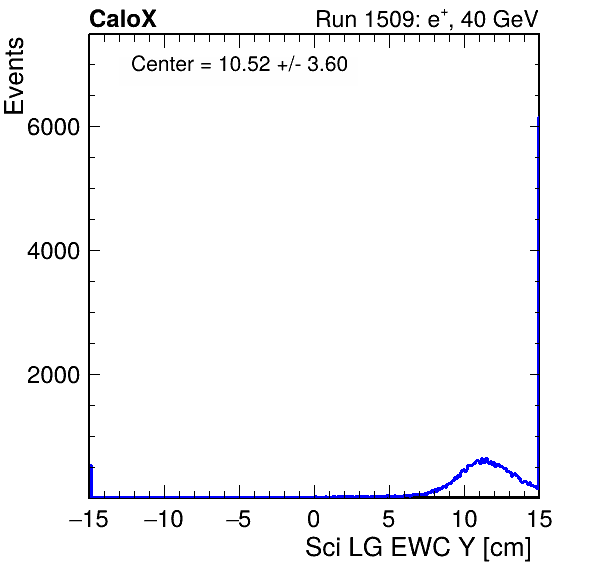 CaloX Run 1509: e⁺, 40 GeV
Center = 10.52 +/- 3.60
Events
6000
4000
2000
−15 −10 −5 0 5 10 15
Sci LG EWC Y [cm]